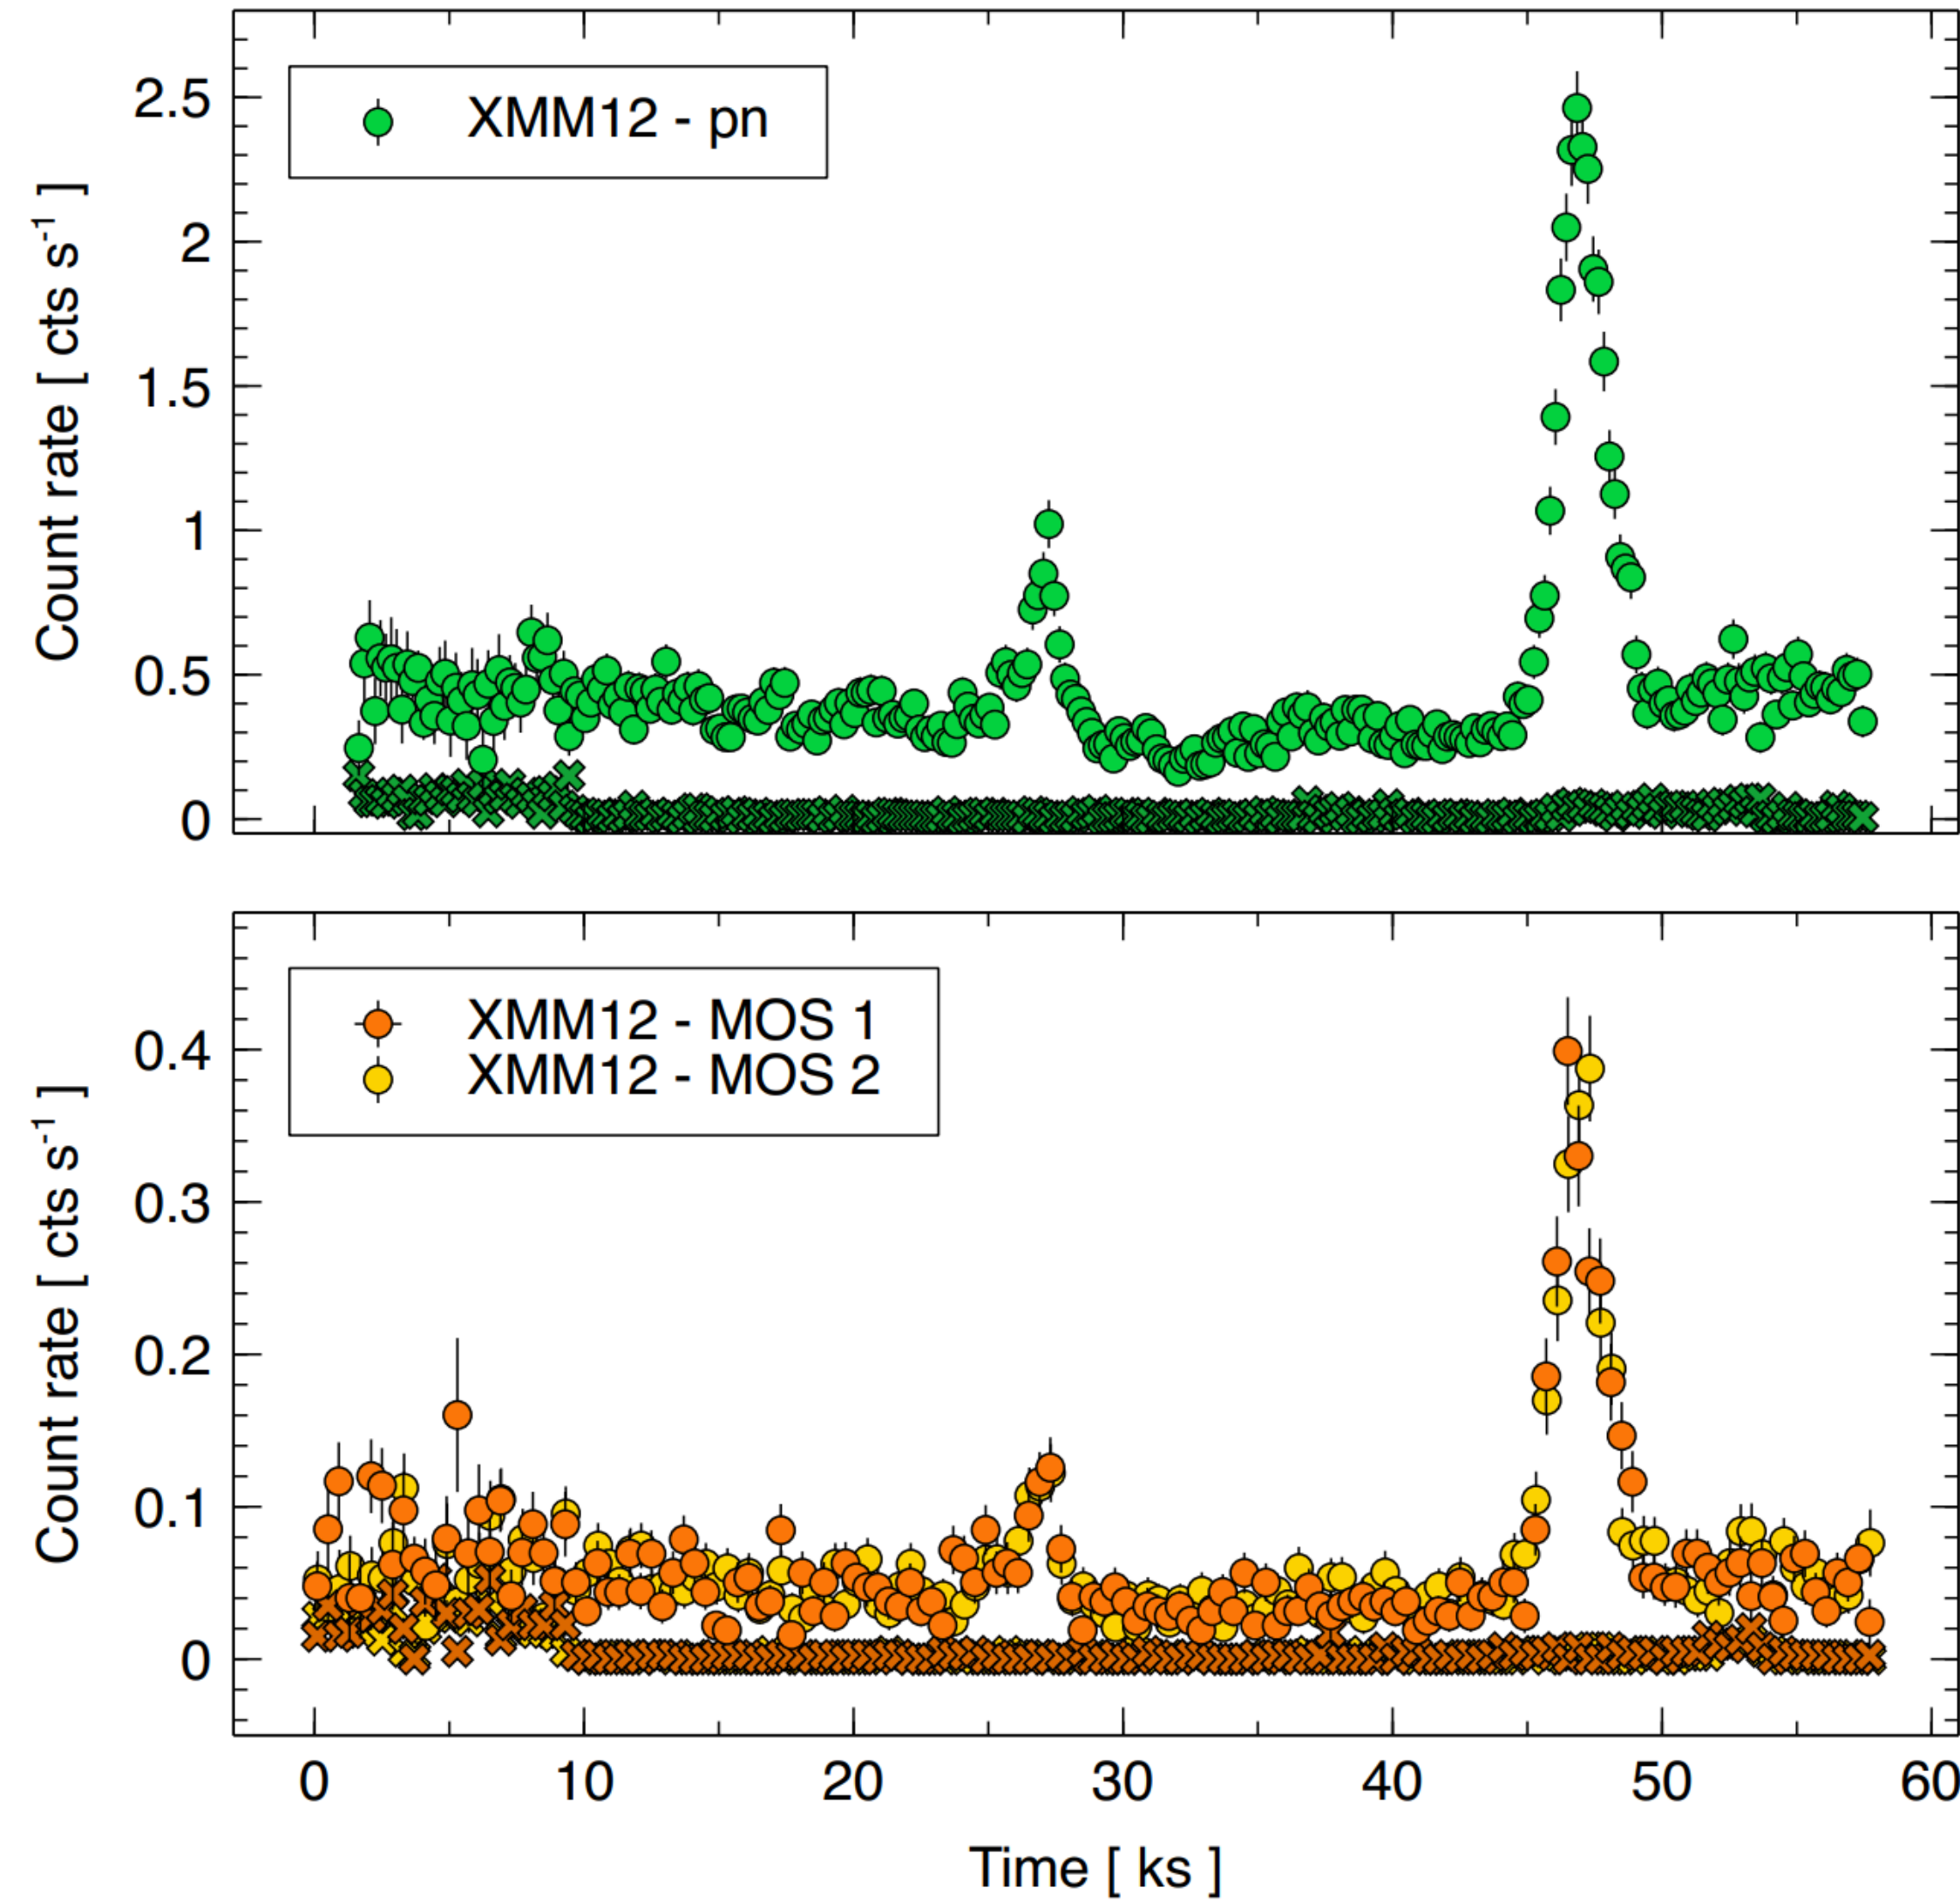 Count rate [ cts s⁻¹ ]
2.5
2
1.5
1
0.5
0
XMM12 - pn
Count rate [ cts s⁻¹ ]
0.4
0.3
0.2
0.1
0
XMM12 - MOS 1
XMM12 - MOS 2
0 10 20 30 40 50 60
Time [ ks ]